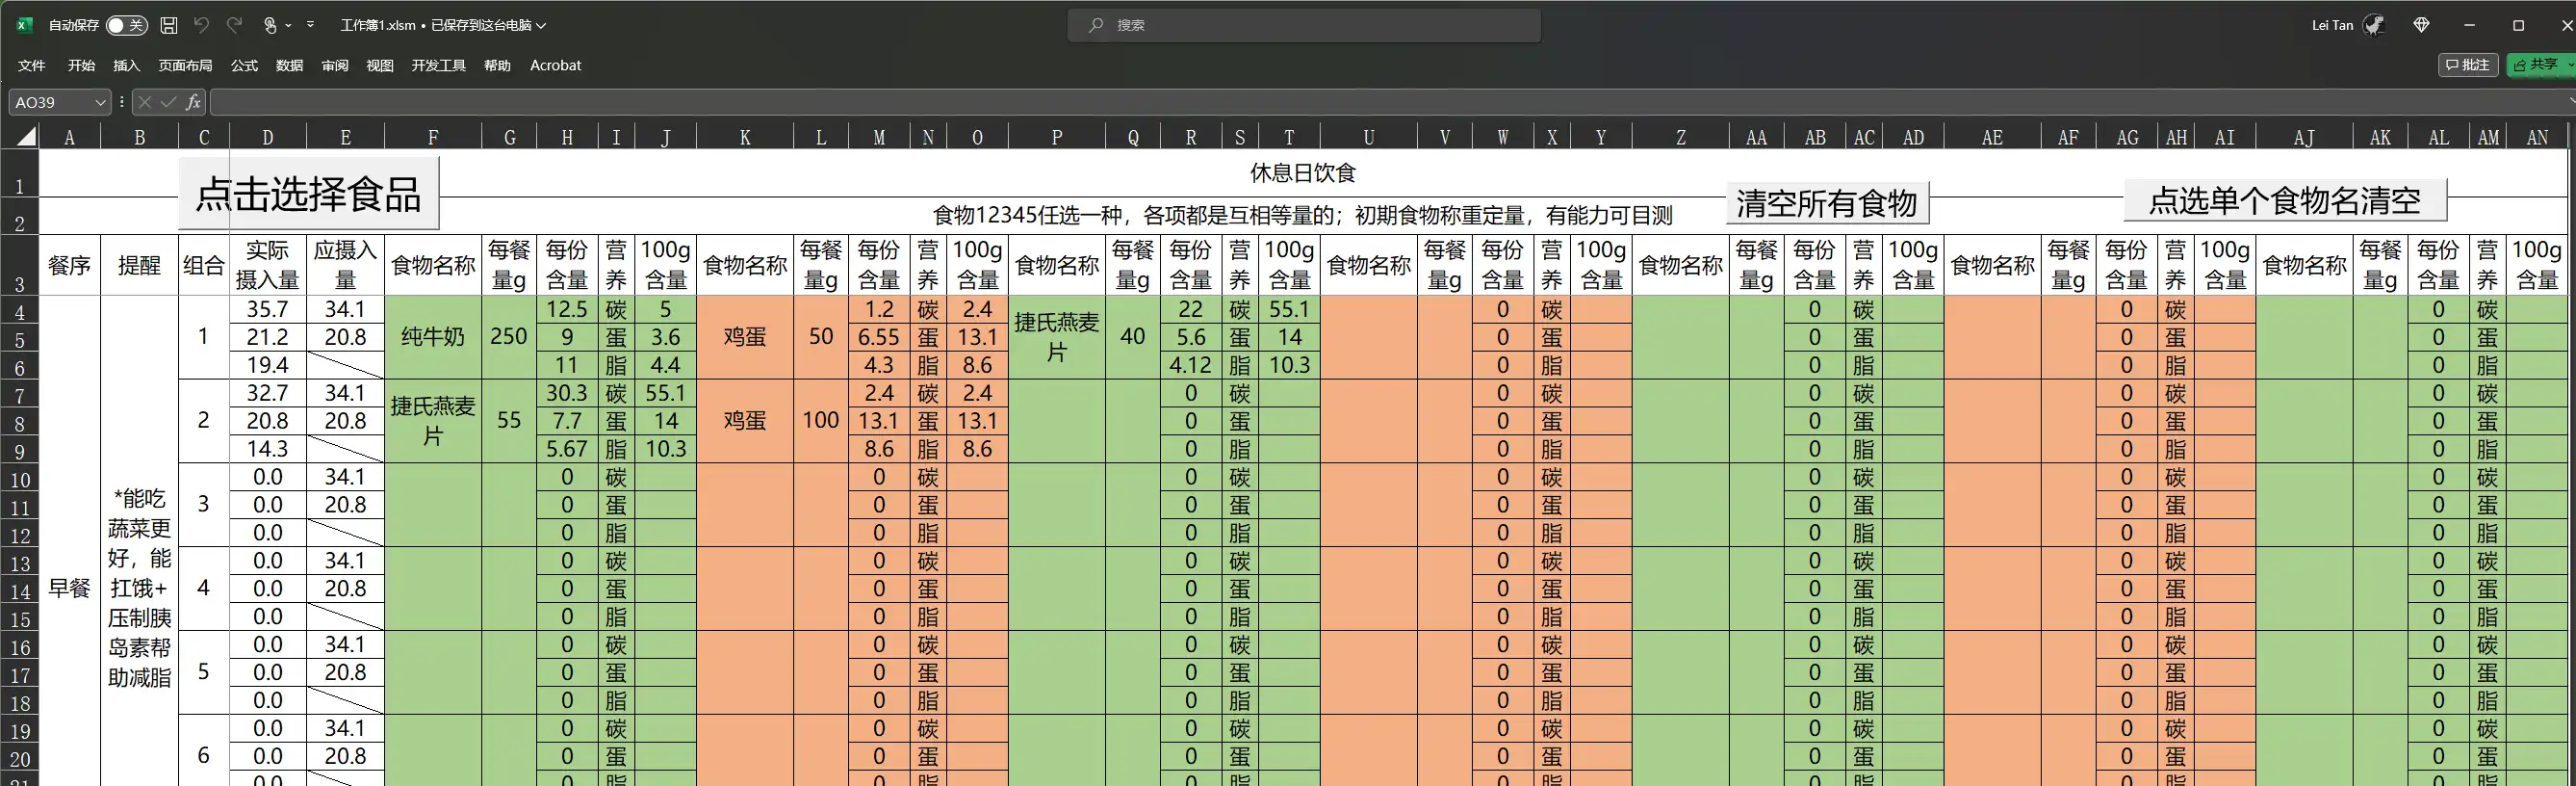 自动保存 关 工作簿1.xlsm • 已保存到这台电脑 搜索 Lei Tan
文件 开始 插入 页面布局 公式 数据 审阅 视图 开发工具 帮助 Acrobat 批注 共享
AO39 fx
A B C D E F G H I J K L M N O P Q R S T U V W X Y Z AA AB AC AD AE AF AG AH AI AJ AK AL AM AN
1 点击选择食品 休息日饮食
2 食物12345任选一种，各项都是互相等量的；初期食物称重定量，有能力可目测 清空所有食物 点选单个食物名清空
3 餐序 提醒 组合 实际摄入量 应摄入量 食物名称 每餐量g 每份含量 营养 100g含量 食物名称 每餐量g 每份含量 营养 100g含量 食物名称 每餐量g 每份含量 营养 100g含量 食物名称 每餐量g 每份含量 营养 100g含量 食物名称 每餐量g 每份含量 营养 100g含量 食物名称 每餐量g 每份含量 营养 100g含量 食物名称 每餐量g 每份含量 营养 100g含量
4 35.7 34.1 12.5 碳 5 1.2 碳 2.4 22 碳 55.1 0 碳 0 碳 0 碳 0 碳
5 1 21.2 20.8 纯牛奶 250 9 蛋 3.6 鸡蛋 50 6.55 蛋 13.1 捷氏燕麦片 40 5.6 蛋 14 0 蛋 0 蛋 0 蛋 0 蛋
6 19.4 11 脂 4.4 4.3 脂 8.6 4.12 脂 10.3 0 脂 0 脂 0 脂 0 脂
7 32.7 34.1 30.3 碳 55.1 2.4 碳 2.4 0 碳 0 碳 0 碳 0 碳 0 碳
8 2 20.8 20.8 捷氏燕麦片 55 7.7 蛋 14 鸡蛋 100 13.1 蛋 13.1 0 蛋 0 蛋 0 蛋 0 蛋 0 蛋
9 14.3 5.67 脂 10.3 8.6 脂 8.6 0 脂 0 脂 0 脂 0 脂 0 脂
10 0.0 34.1 0 碳 0 碳 0 碳 0 碳 0 碳 0 碳 0 碳
11 3 0.0 20.8 0 蛋 0 蛋 0 蛋 0 蛋 0 蛋 0 蛋 0 蛋
12 0.0 0 脂 0 脂 0 脂 0 脂 0 脂 0 脂 0 脂
13 0.0 34.1 0 碳 0 碳 0 碳 0 碳 0 碳 0 碳 0 碳
14 早餐 *能吃蔬菜更好，能扛饿+压制胰岛素帮助减脂 4 0.0 20.8 0 蛋 0 蛋 0 蛋 0 蛋 0 蛋 0 蛋 0 蛋
15 0.0 0 脂 0 脂 0 脂 0 脂 0 脂 0 脂 0 脂
16 0.0 34.1 0 碳 0 碳 0 碳 0 碳 0 碳 0 碳 0 碳
17 5 0.0 20.8 0 蛋 0 蛋 0 蛋 0 蛋 0 蛋 0 蛋 0 蛋
18 0.0 0 脂 0 脂 0 脂 0 脂 0 脂 0 脂 0 脂
19 0.0 34.1 0 碳 0 碳 0 碳 0 碳 0 碳 0 碳 0 碳
20 6 0.0 20.8 0 蛋 0 蛋 0 蛋 0 蛋 0 蛋 0 蛋 0 蛋
21 0.0 0 脂 0 脂 0 脂 0 脂 0 脂 0 脂 0 脂